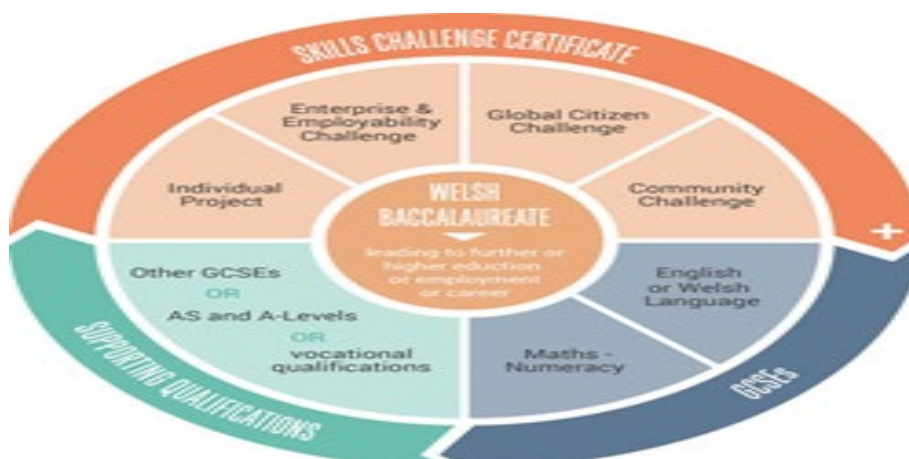 SKILLS CHALLENGE CERTIFICATE
Enterprise &
Employability
Challenge
Global Citizen
Challenge
Individual
Project
Community
Challenge
WELSH
BACCALAUREATE
leading to further or
higher eduction
or employment
or career
Other GCSEs
OR
AS and A-Levels
OR
vocational
qualifications
English
or Welsh
Language
Maths -
Numeracy
SUPPORTING QUALIFICATIONS
GCSEs
+